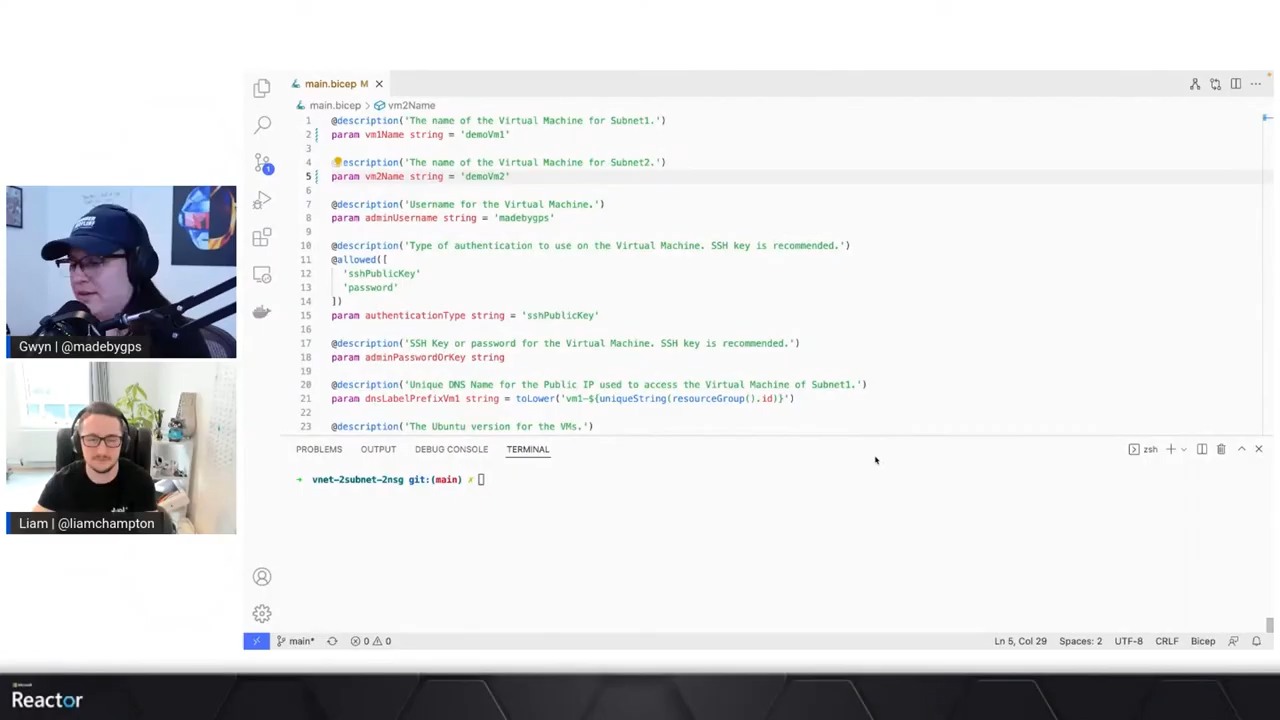 main.bicep M
main.bicep > vm2Name
1 @description('The name of the Virtual Machine for Subnet1.')
2 param vm1Name string = 'demoVm1'
3
4 escription('The name of the Virtual Machine for Subnet2.')
5 param vm2Name string = 'demoVm2'
6
7 @description('Username for the Virtual Machine.')
8 param adminUsername string = 'madebygps'
9
10 @description('Type of authentication to use on the Virtual Machine. SSH key is recommended.')
11 @allowed([
12 'sshPublicKey'
13 'password'
14 ])
15 param authenticationType string = 'sshPublicKey'
16
17 @description('SSH Key or password for the Virtual Machine. SSH key is recommended.')
18 param adminPasswordOrKey string
19
20 @description('Unique DNS Name for the Public IP used to access the Virtual Machine of Subnet1.')
21 param dnsLabelPrefixVm1 string = toLower('vm1-${uniqueString(resourceGroup().id)}')
22
23 @description('The Ubuntu version for the VMs.')
PROBLEMS OUTPUT DEBUG CONSOLE TERMINAL zsh
vnet-2subnet-2nsg git:(main) ✗
main* 0 0 Ln 5, Col 29 Spaces: 2 UTF-8 CRLF Bicep
1
Gwyn | @madebygps
Liam | @liamchampton
Microsoft
Reactor